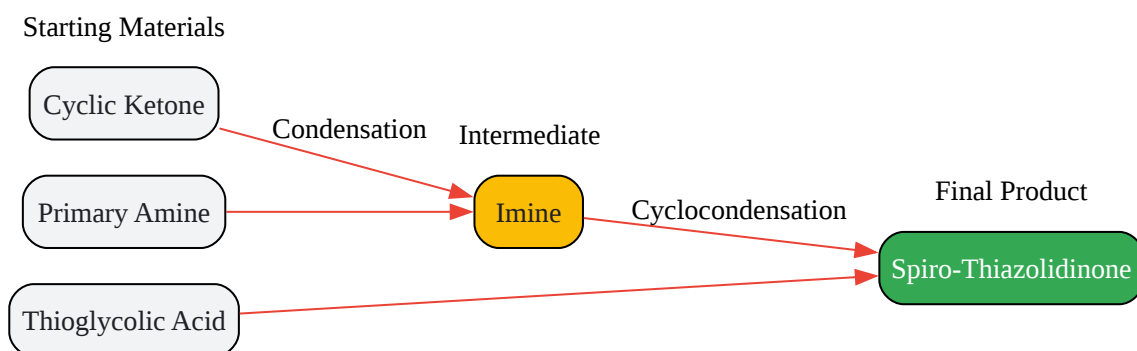 Starting Materials
Cyclic Ketone
Condensation
Intermediate
Primary Amine
Imine
Cyclocondensation
Final Product
Spiro-Thiazolidinone
Thioglycolic Acid